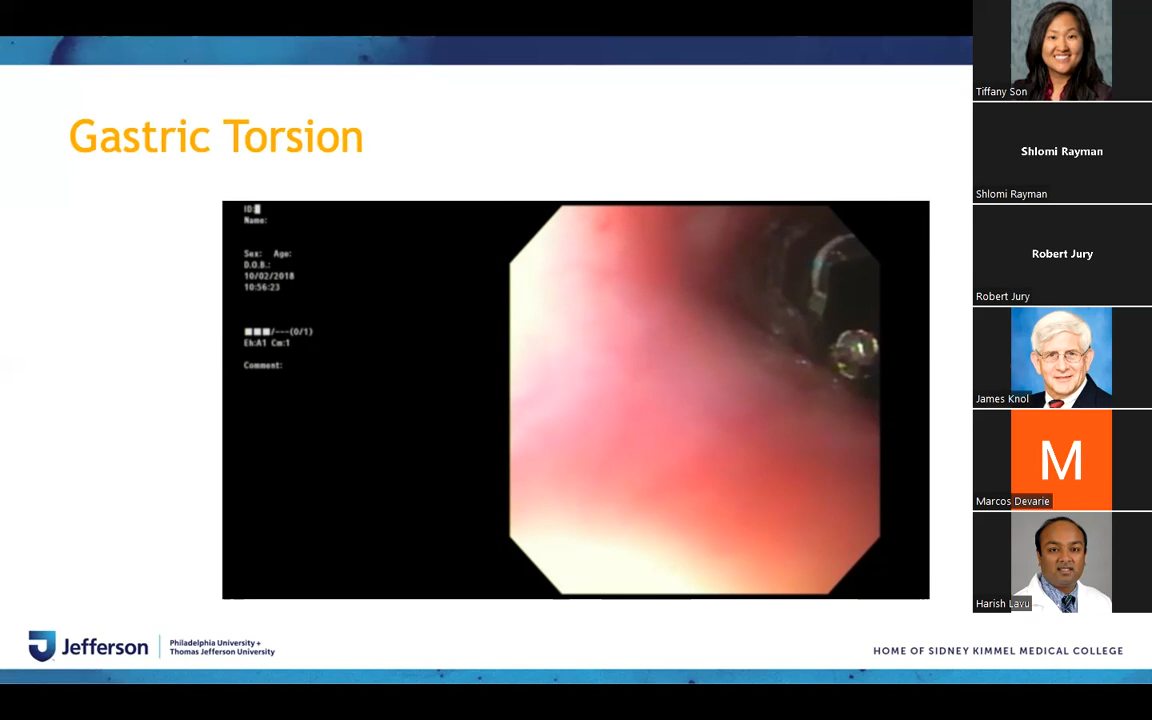 Gastric Torsion
ID:
Name:
Sex: Age:
D.O.B.:
10/02/2018
10:56:23
■■■/---(0/1)
Eh:A1 Cm:1
Comment:
Jefferson
Philadelphia University +
Thomas Jefferson University
HOME OF SIDNEY KIMMEL MEDICAL COLLEGE
Tiffany Son
Shlomi Rayman
Shlomi Rayman
Robert Jury
Robert Jury
James Knol
M
Marcos Devarie
Harish Lavu